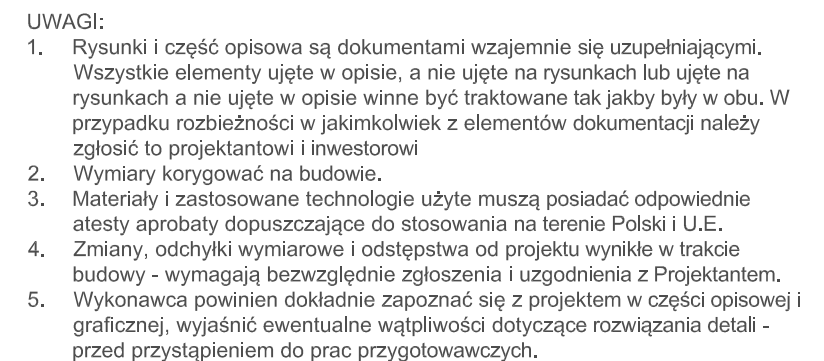 UWAGI:
1. Rysunki i część opisowa są dokumentami wzajemnie się uzupełniającymi.
Wszystkie elementy ujęte w opisie, a nie ujęte na rysunkach lub ujęte na
rysunkach a nie ujęte w opisie winne być traktowane tak jakby były w obu. W
przypadku rozbieżności w jakimkolwiek z elementów dokumentacji należy
zgłosić to projektantowi i inwestorowi
2. Wymiary korygować na budowie.
3. Materiały i zastosowane technologie użyte muszą posiadać odpowiednie
atesty aprobaty dopuszczające do stosowania na terenie Polski i U.E.
4. Zmiany, odchyłki wymiarowe i odstępstwa od projektu wynikłe w trakcie
budowy - wymagają bezwzględnie zgłoszenia i uzgodnienia z Projektantem.
5. Wykonawca powinien dokładnie zapoznać się z projektem w części opisowej i
graficznej, wyjaśnić ewentualne wątpliwości dotyczące rozwiązania detali -
przed przystąpieniem do prac przygotowawczych.